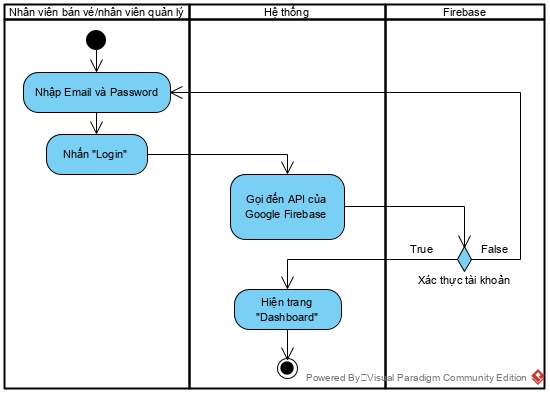 Nhân viên bán vé/nhân viên quản lý
Hệ thống
Firebase
Nhập Email và Password
Nhấn "Login"
Gọi đến API của
Google Firebase
True
False
Xác thực tài khoản
Hiện trang
"Dashboard"
Powered By Visual Paradigm Community Edition